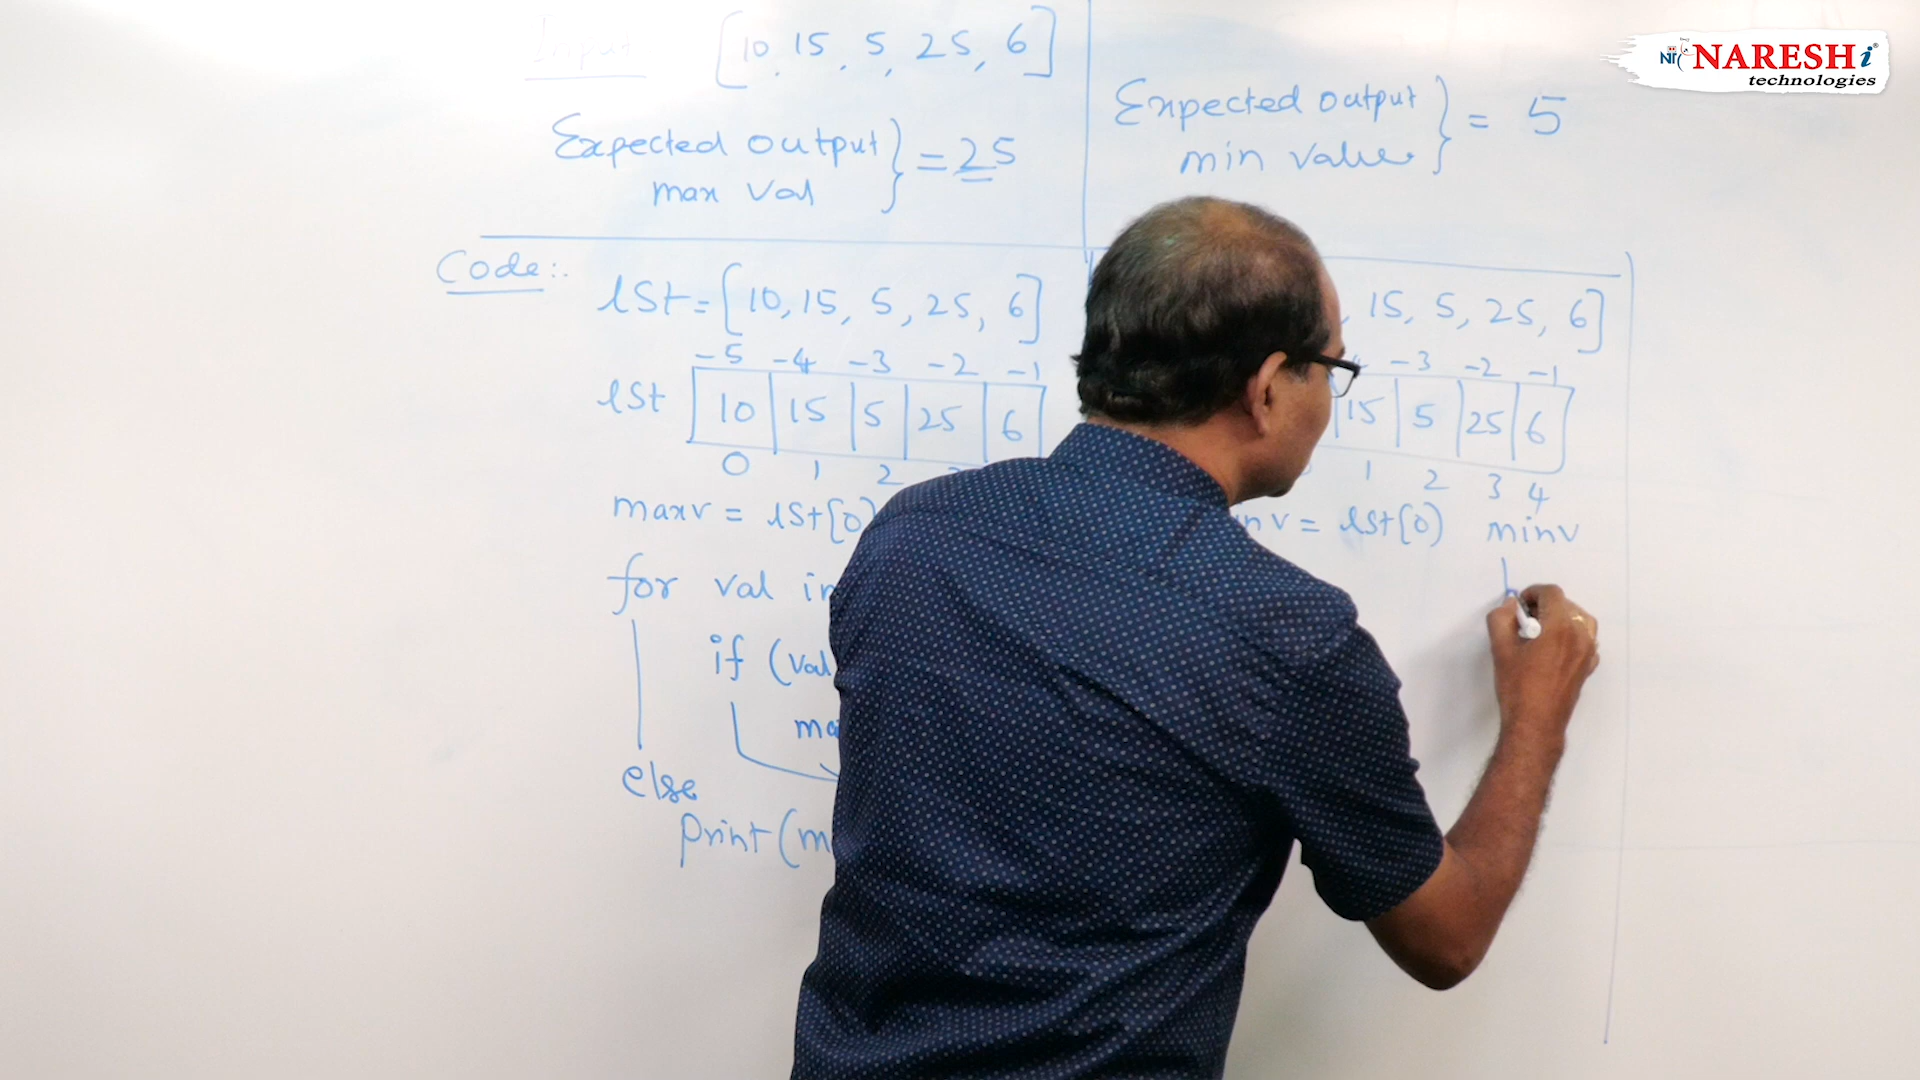 Input [10, 15, 5, 25, 6]
Expected output } = 25
max val
Expected output } = 5
min value
Code:
lSt = [10, 15, 5, 25, 6]
-5 -4 -3 -2 -1
lSt 10 15 5 25 6
0 1 2
maxv = lSt[0]
for val in
if (val
else
print(m
15, 5, 25, 6]
-3 -2 -1
15 5 25 6
1 2 3 4
nv = lSt[0) minv
NARESH i
technologies